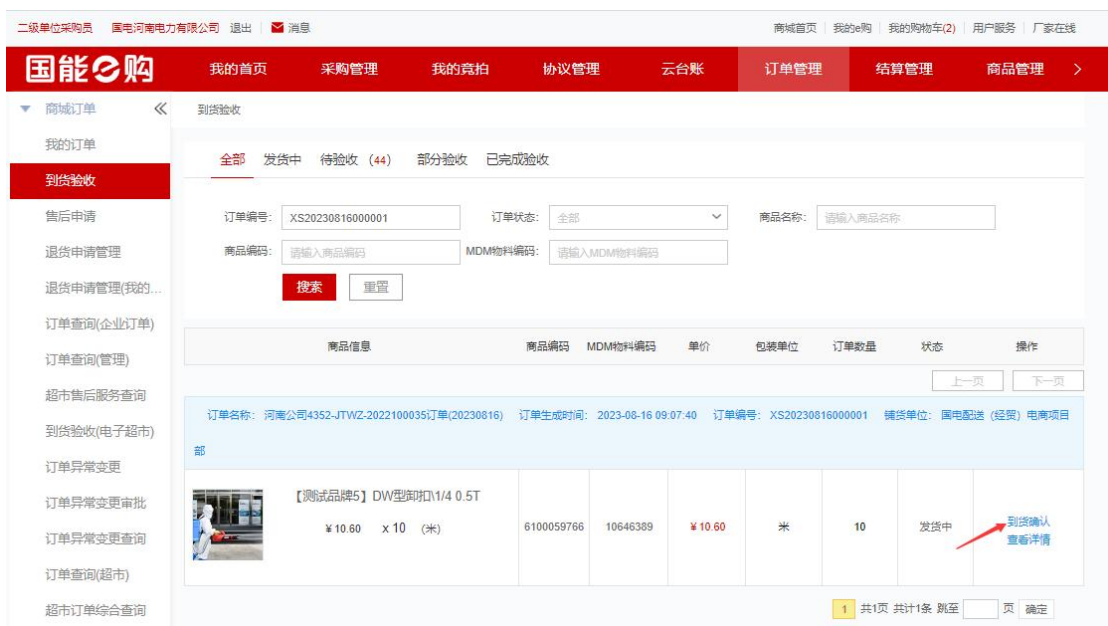 二级单位采购员 国电河南电力有限公司 退出 消息 商城首页 我的e购 我的购物车(2) 用户服务 厂家在线
国能e购 我的首页 采购管理 我的竞拍 协议管理 云台账 订单管理 结算管理 商品管理 >
商城订单
我的订单
到货验收
售后申请
退货申请管理
退货申请管理(我的...
订单查询(企业订单)
订单查询(管理)
超市售后服务查询
到货验收(电子超市)
订单异常变更
订单异常变更审批
订单异常变更查询
订单查询(超市)
超市订单综合查询
到货验收
全部 发货中 待验收 (44) 部分验收 已完成验收
订单编号: XS20230816000001 订单状态: 全部 商品名称: 请输入商品名称
商品编码: 请输入商品编码 MDM物料编码: 请输入MDM物料编码
搜索 重置
商品信息 商品编码 MDM物料编码 单价 包装单位 订单数量 状态 操作
上一页 下一页
订单名称: 河南公司4352-JTWZ-2022100035订单(20230816) 订单生成时间: 2023-08-16 09:07:40 订单编号: XS20230816000001 铺货单位: 国电配送 (经贸) 电商项目
部
【测试品牌5】DW型卸扣\1/4 0.5T
¥10.60 x 10 (米) 6100059766 10646389 ¥10.60 米 10 发货中 到货确认
查看详情
1 共1页 共计1条 跳至 页 确定